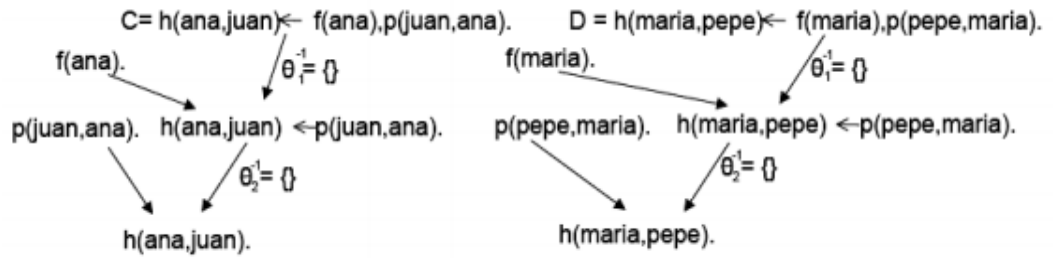 C= h(ana,juan)← f(ana),p(juan,ana). D = h(maria,pepe)← f(maria),p(pepe,maria).
f(ana). θ₁⁻¹= {} f(maria). θ₁⁻¹= {}
p(juan,ana). h(ana,juan) ←p(juan,ana). p(pepe,maria). h(maria,pepe) ←p(pepe,maria).
θ₂⁻¹= {} θ₂⁻¹= {}
h(ana,juan). h(maria,pepe).